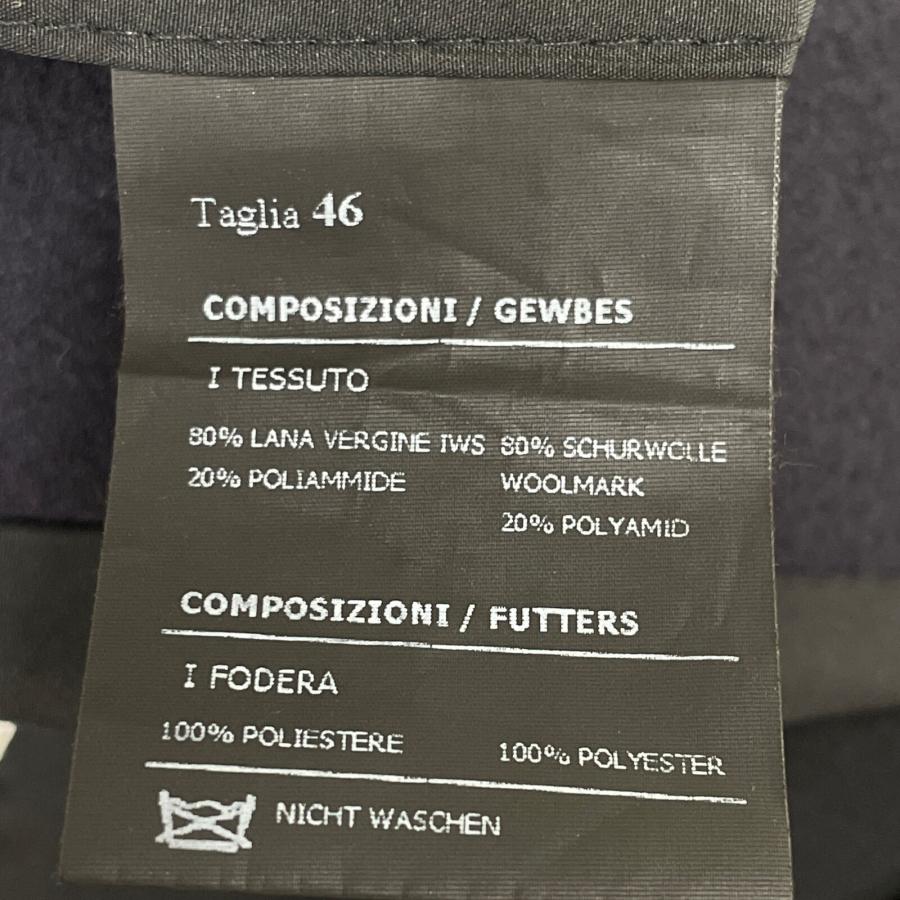 Taglia 46
COMPOSIZIONI / GEWBES
I TESSUTO
80% LANA VERGINE IWS 80% SCHURWOLLE
20% POLIAMMIDE WOOLMARK
20% POLYAMID
COMPOSIZIONI / FUTTERS
I FODERA
100% POLIESTERE 100% POLYESTER
NICHT WASCHEN